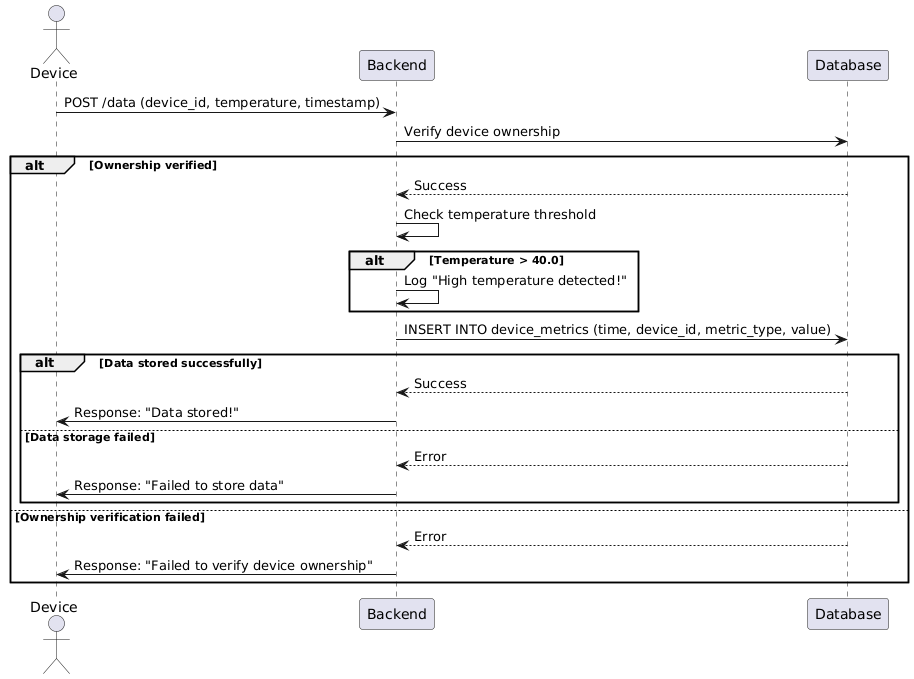 Device
Backend
Database
POST /data (device_id, temperature, timestamp)
Verify device ownership
alt
[Ownership verified]
Success
Check temperature threshold
alt
[Temperature > 40.0]
Log "High temperature detected!"
INSERT INTO device_metrics (time, device_id, metric_type, value)
alt
[Data stored successfully]
Success
Response: "Data stored!"
[Data storage failed]
Error
Response: "Failed to store data"
[Ownership verification failed]
Error
Response: "Failed to verify device ownership"
Device
Backend
Database